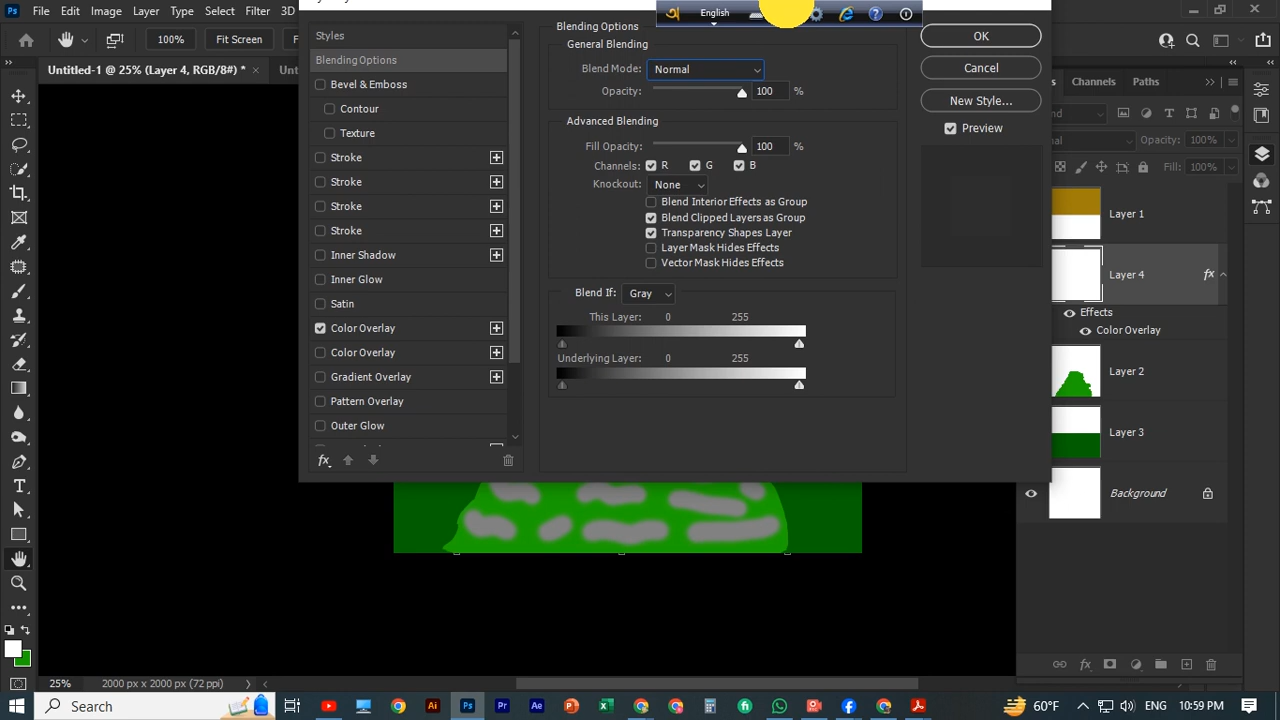 Ps File Edit Image Layer Type Select Filter 3D
অ English
100% Fit Screen
Untitled-1 @ 25% (Layer 4, RGB/8#) * × Unt
Styles
Blending Options
Bevel & Emboss
Contour
Texture
Stroke
Stroke
Stroke
Stroke
Inner Shadow
Inner Glow
Satin
Color Overlay
Color Overlay
Gradient Overlay
Pattern Overlay
Outer Glow
fx
Blending Options
General Blending
Blend Mode: Normal
Opacity: 100 %
Advanced Blending
Fill Opacity: 100 %
Channels: R G B
Knockout: None
Blend Interior Effects as Group
Blend Clipped Layers as Group
Transparency Shapes Layer
Layer Mask Hides Effects
Vector Mask Hides Effects
Blend If: Gray
This Layer: 0 255
Underlying Layer: 0 255
OK
Cancel
New Style...
Preview
Channels Paths
Opacity: 100%
Fill: 100%
Layer 1
Layer 4 fx
Effects
Color Overlay
Layer 2
Layer 3
Background
25% 2000 px x 2000 px (72 ppi)
Search
Ai Ps Pr Ae
60°F ENG 10:59 PM